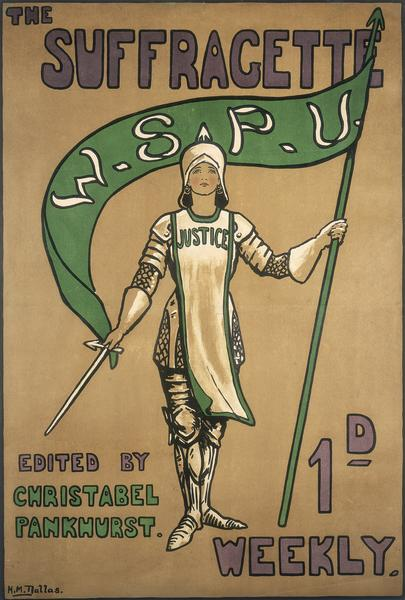 THE
SUFFRAGETTE
W.S.P.U.
JUSTICE
1D
EDITED BY
CHRISTABEL
PANKHURST.
WEEKLY.
H.M.Dallas.